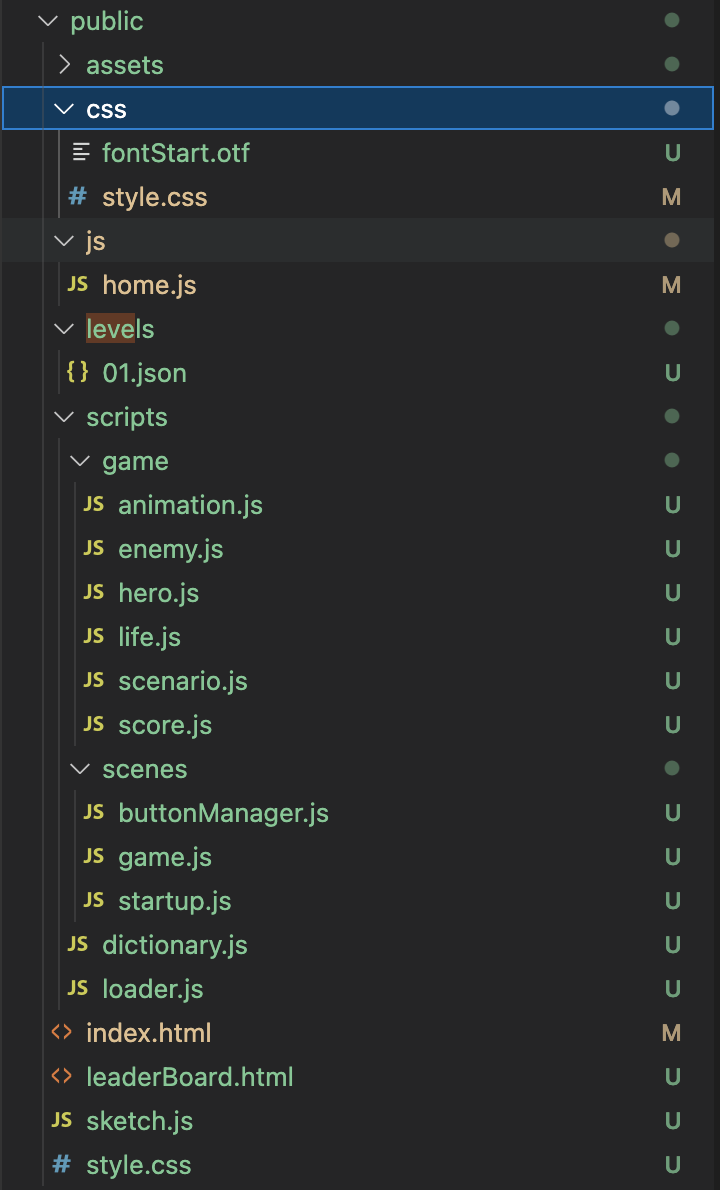 public
assets
css
fontStart.otf U
# style.css M
js
JS home.js M
levels
{} 01.json U
scripts
game
JS animation.js U
JS enemy.js U
JS hero.js U
JS life.js U
JS scenario.js U
JS score.js U
scenes
JS buttonManager.js U
JS game.js U
JS startup.js U
JS dictionary.js U
JS loader.js U
<> index.html M
<> leaderBoard.html U
JS sketch.js U
# style.css U